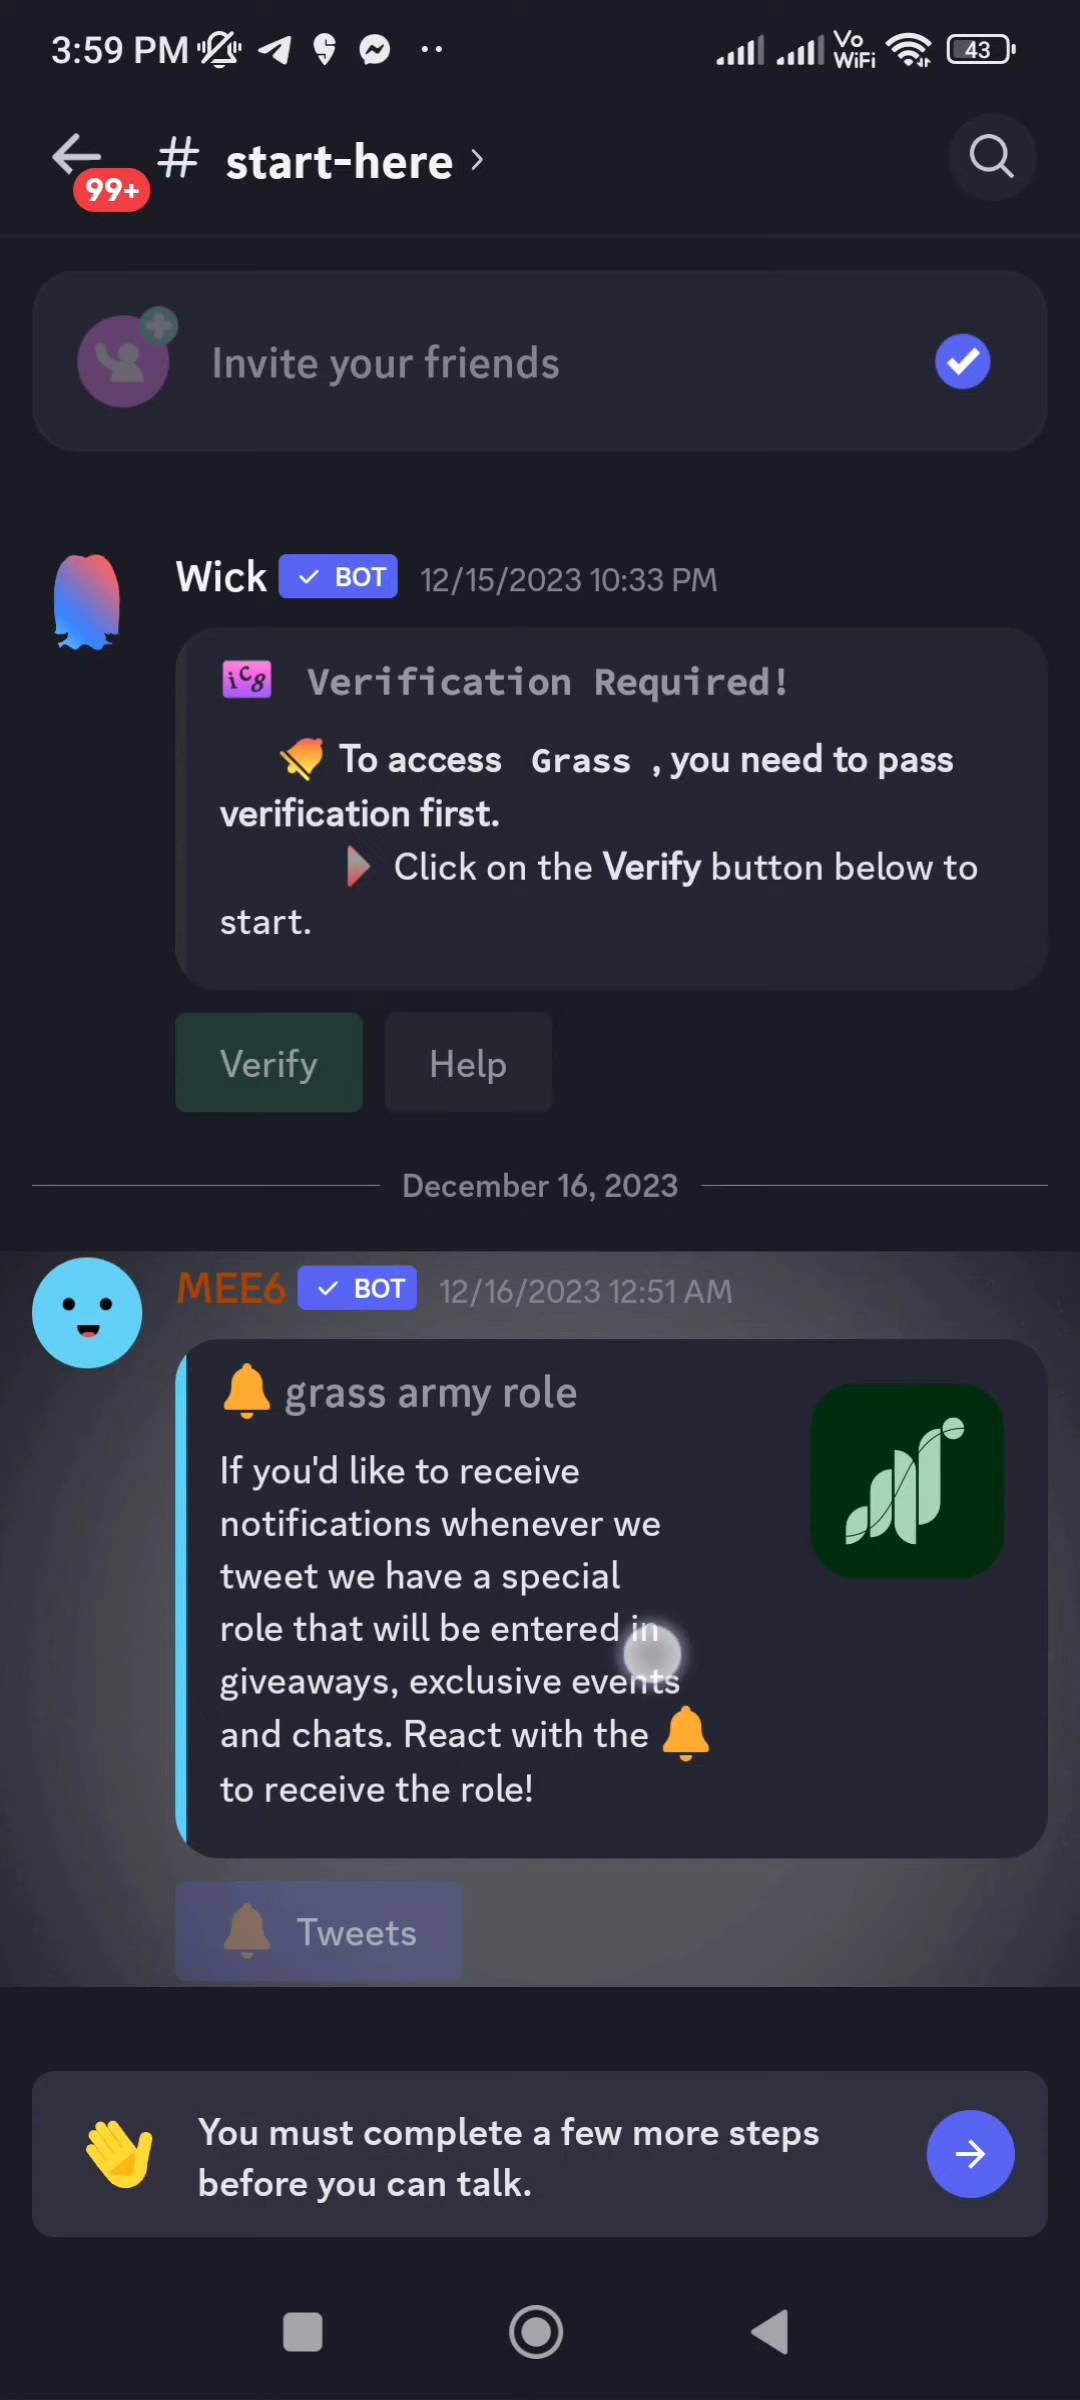 3:59 PM
Vo WiFi
43
99+
# start-here
Invite your friends
Wick ✓ BOT 12/15/2023 10:33 PM
iC8 Verification Required!
To access Grass , you need to pass
verification first.
Click on the Verify button below to
start.
Verify Help
December 16, 2023
MEE6 ✓ BOT 12/16/2023 12:51 AM
🔔 grass army role
If you'd like to receive
notifications whenever we
tweet we have a special
role that will be entered in
giveaways, exclusive events
and chats. React with the 🔔
to receive the role!
🔔 Tweets
You must complete a few more steps
before you can talk.